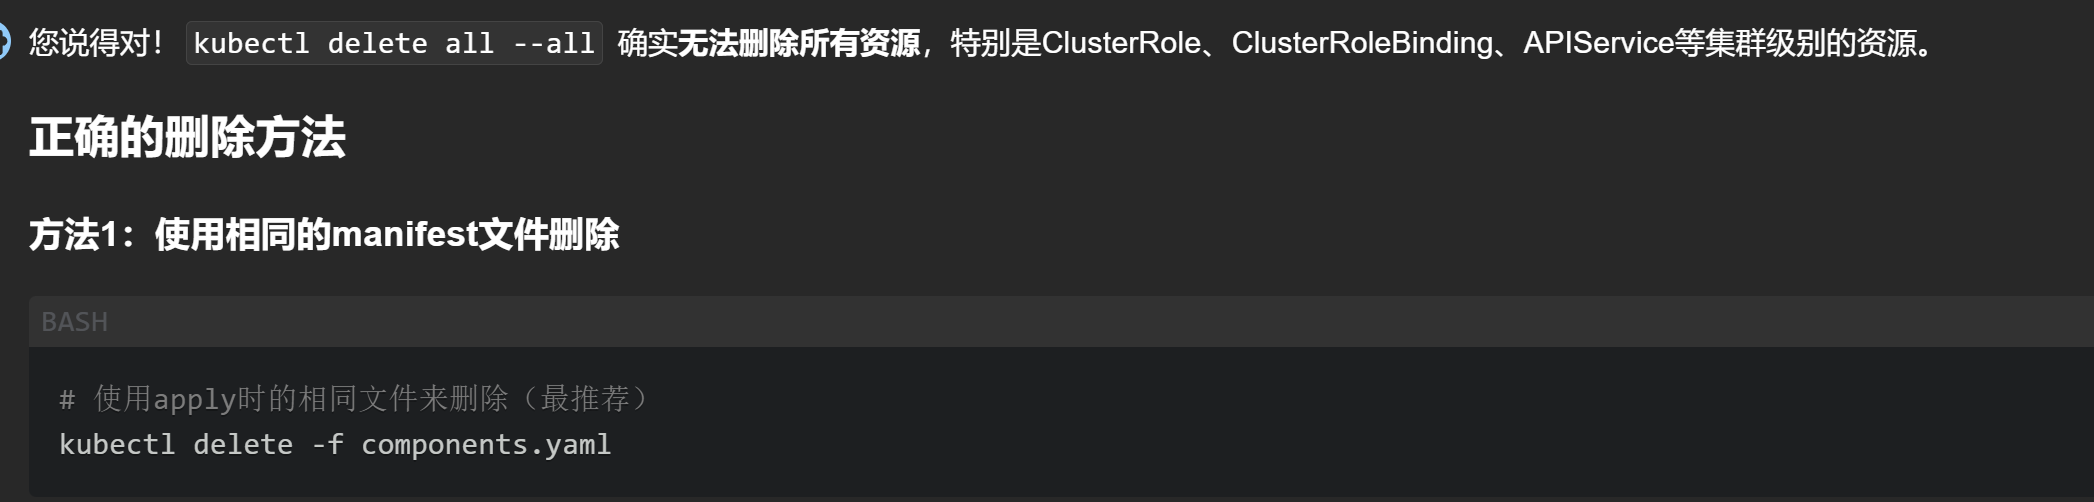 您说得对！ kubectl delete all --all 确实无法删除所有资源，特别是ClusterRole、ClusterRoleBinding、APIService等集群级别的资源。
正确的删除方法
方法1：使用相同的manifest文件删除
BASH
# 使用apply时的相同文件来删除（最推荐）
kubectl delete -f components.yaml